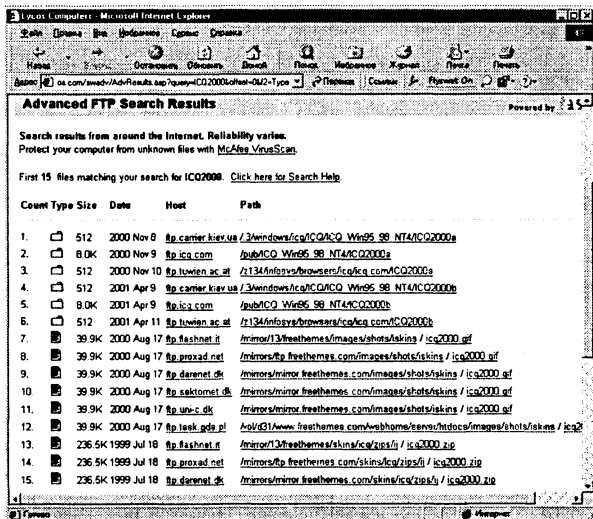 Lycos Computers - Microsoft Internet Explorer
Файл Правка Вид Избранное Сервис Справка
Назад Остановить Обновить Домой Поиск Избранное Журнал Почта Печать
Адрес os.com/swadv/AdvResults.asp?query=ICQ2000&offset=0&l2=Type Переход Ссылки Flyswat On
Advanced FTP Search Results
Powered by
Search results from around the Internet. Reliability varies.
Protect your computer from unknown files with McAfee VirusScan.
First 15 files matching your search for ICQ2000. Click here for Search Help.
Count Type Size Date Host Path
1. 512 2000 Nov 8 ftp.carrier.kiev.ua /.3/windows/icq/ICQ/ICQ_Win95_98_NT4/ICQ2000a
2. 8.0K 2000 Nov 9 ftp.icq.com /pub/ICQ_Win95_98_NT4/ICQ2000a
3. 512 2000 Nov 10 ftp.tuwien.ac.at /z134/infosys/browsers/icq/icq.com/ICQ2000a
4. 512 2001 Apr 9 ftp.carrier.kiev.ua /.3/windows/icq/ICQ/ICQ_Win95_98_NT4/ICQ2000b
5. 8.0K 2001 Apr 9 ftp.icq.com /pub/ICQ_Win95_98_NT4/ICQ2000b
6. 512 2001 Apr 11 ftp.tuwien.ac.at /z134/infosys/browsers/icq/icq.com/ICQ2000b
7. 39.9K 2000 Aug 17 ftp.flashnet.it /mirror/13/freethemes/images/shots/iskins / icq2000.gif
8. 39.9K 2000 Aug 17 ftp.proxad.net /mirrors/ftp.freethemes.com/images/shots/iskins / icq2000.gif
9. 39.9K 2000 Aug 17 ftp.darenet.dk /mirrors/mirror.freethemes.com/images/shots/iskins / icq2000.gif
10. 39.9K 2000 Aug 17 ftp.sektornet.dk /mirrors/mirror.freethemes.com/images/shots/iskins / icq2000.gif
11. 39.9K 2000 Aug 17 ftp.uni-c.dk /mirrors/mirror.freethemes.com/images/shots/iskins / icq2000.gif
12. 39.9K 2000 Aug 17 ftp.task.gda.pl /vol/d31/www.freethemes.com/webhome/server/htdocs/images/shots/iskins / icq2
13. 236.5K 1999 Jul 18 ftp.flashnet.it /mirror/13/freethemes/skins/icq/zips/ij / icq2000.zip
14. 236.5K 1999 Jul 18 ftp.proxad.net /mirrors/ftp.freethemes.com/skins/icq/zips/ij / icq2000.zip
15. 236.5K 1999 Jul 18 ftp.darenet.dk /mirrors/mirror.freethemes.com/skins/icq/zips/ij / icq2000.zip
Готово Интернет